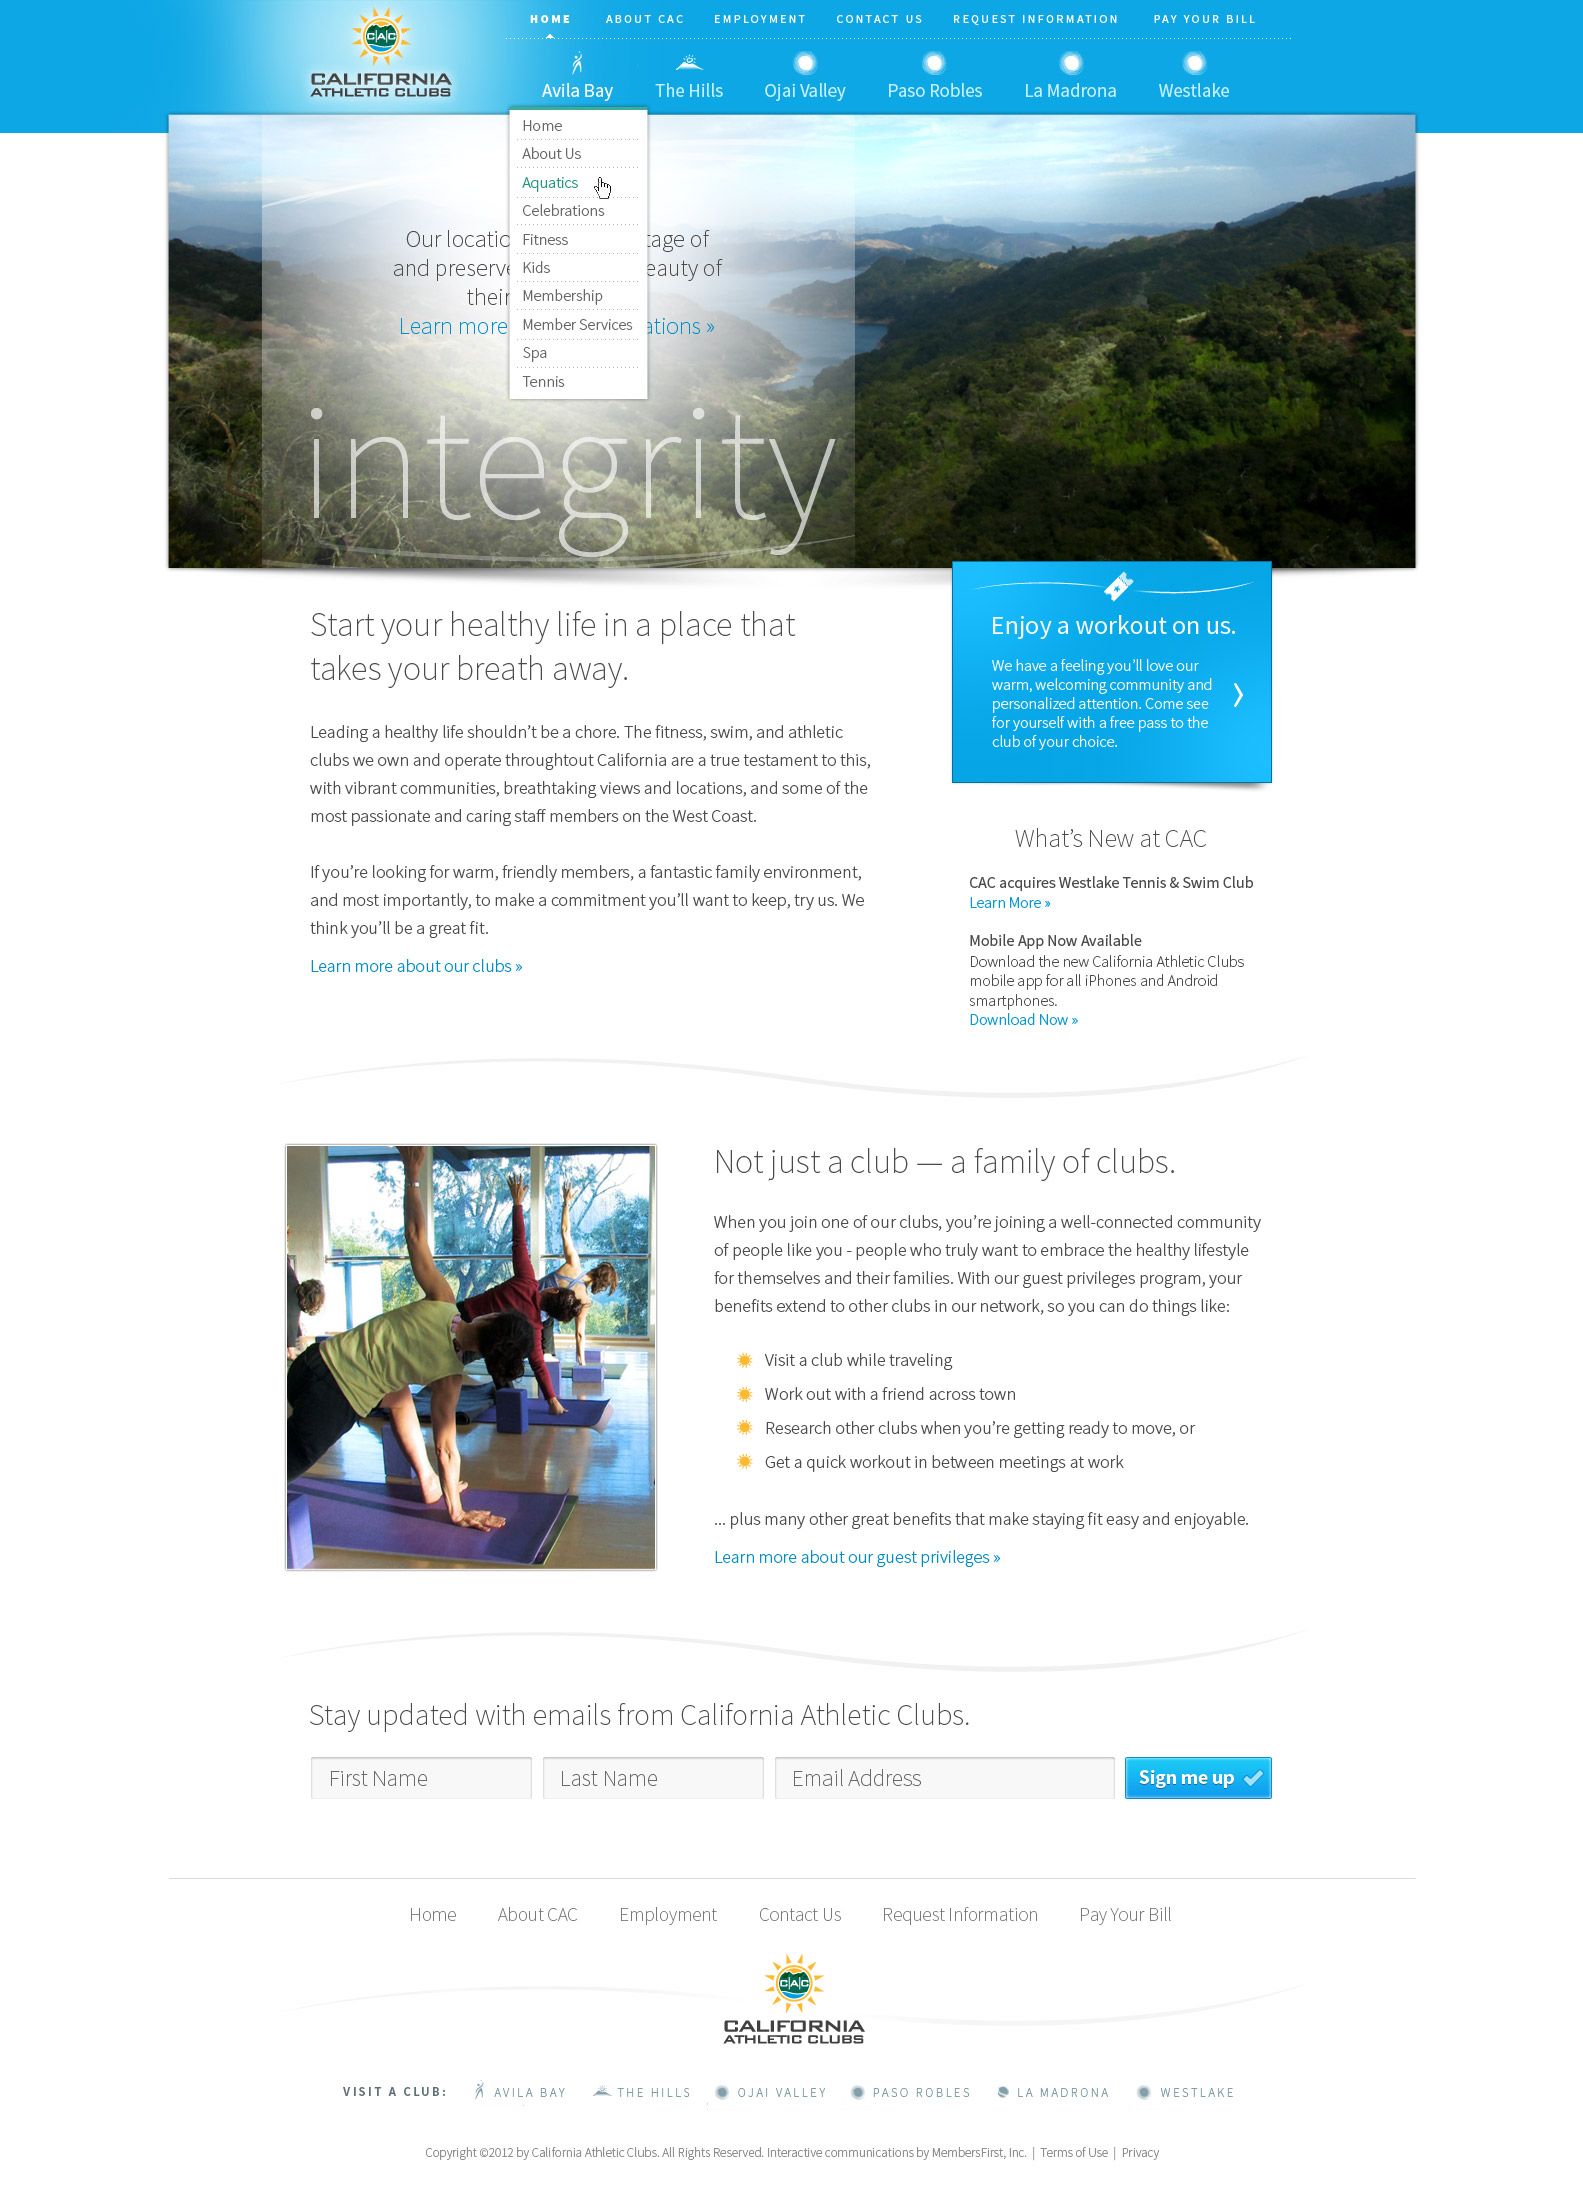 HOME ABOUT CAC EMPLOYMENT CONTACT US REQUEST INFORMATION PAY YOUR BILL
C|A|C
CALIFORNIA
ATHLETIC CLUBS
Avila Bay The Hills Ojai Valley Paso Robles La Madrona Westlake
Home
About Us
Aquatics
Celebrations
Fitness
Kids
Membership
Member Services
Spa
Tennis
Our of
and of
Learn more »
integrity
Start your healthy life in a place that
takes your breath away.
Leading a healthy life shouldn’t be a chore. The fitness, swim, and athletic
clubs we own and operate throughtout California are a true testament to this,
with vibrant communities, breathtaking views and locations, and some of the
most passionate and caring staff members on the West Coast.
If you’re looking for warm, friendly members, a fantastic family environment,
and most importantly, to make a commitment you’ll want to keep, try us. We
think you’ll be a great fit.
Learn more about our clubs »
Enjoy a workout on us.
We have a feeling you’ll love our
warm, welcoming community and
personalized attention. Come see
for yourself with a free pass to the
club of your choice.
What’s New at CAC
CAC acquires Westlake Tennis & Swim Club
Learn More »
Mobile App Now Available
Download the new California Athletic Clubs
mobile app for all iPhones and Android
smartphones.
Download Now »
Not just a club — a family of clubs.
When you join one of our clubs, you’re joining a well-connected community
of people like you - people who truly want to embrace the healthy lifestyle
for themselves and their families. With our guest privileges program, your
benefits extend to other clubs in our network, so you can do things like:
Visit a club while traveling
Work out with a friend across town
Research other clubs when you’re getting ready to move, or
Get a quick workout in between meetings at work
... plus many other great benefits that make staying fit easy and enjoyable.
Learn more about our guest privileges »
Stay updated with emails from California Athletic Clubs.
First Name Last Name Email Address Sign me up
Home About CAC Employment Contact Us Request Information Pay Your Bill
C|A|C
CALIFORNIA
ATHLETIC CLUBS
VISIT A CLUB: AVILA BAY THE HILLS OJAI VALLEY PASO ROBLES LA MADRONA WESTLAKE
Copyright ©2012 by California Athletic Clubs. All Rights Reserved. Interactive communications by MembersFirst, Inc. | Terms of Use | Privacy